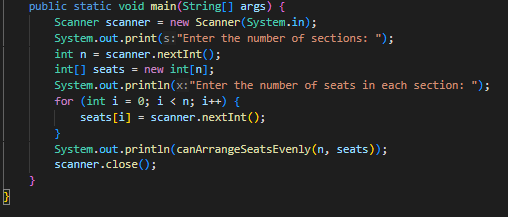 public static void main(String[] args) {
Scanner scanner = new Scanner(System.in);
System.out.print(s:"Enter the number of sections: ");
int n = scanner.nextInt();
int[] seats = new int[n];
System.out.println(x:"Enter the number of seats in each section: ");
for (int i = 0; i < n; i++) {
seats[i] = scanner.nextInt();
}
System.out.println(canArrangeSeatsEvenly(n, seats));
scanner.close();
}
}